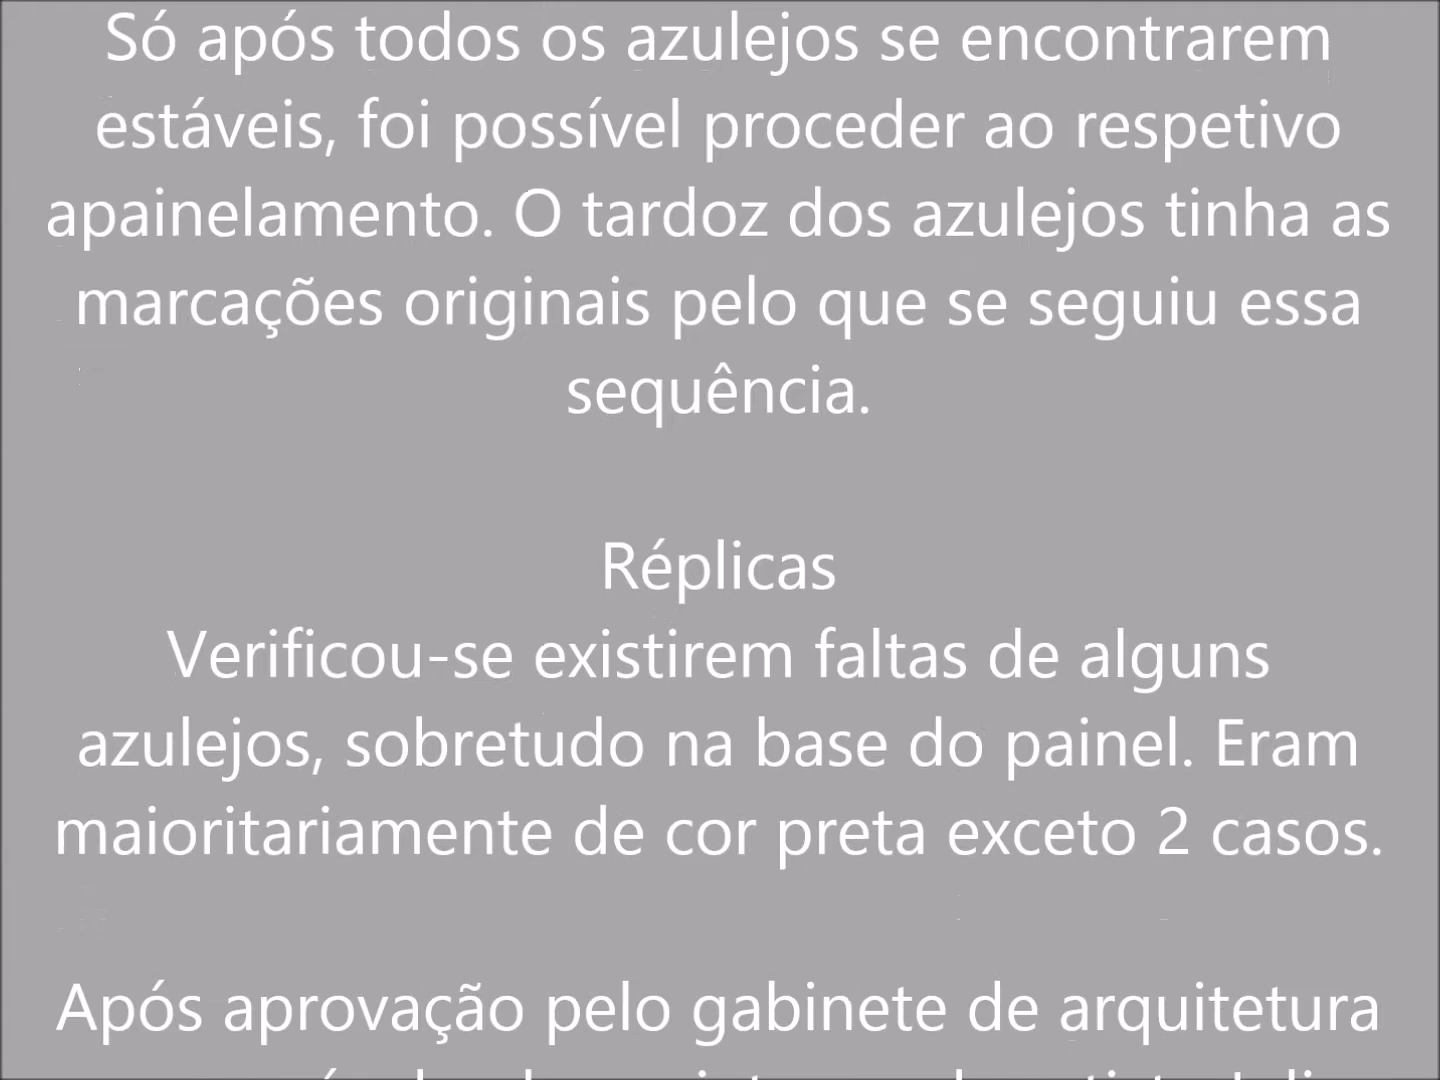 Só após todos os azulejos se encontrarem
estáveis, foi possível proceder ao respetivo
apainelamento. O tardoz dos azulejos tinha as
marcações originais pelo que se seguiu essa
sequência.
Réplicas
Verificou-se existirem faltas de alguns
azulejos, sobretudo na base do painel. Eram
maioritariamente de cor preta exceto 2 casos.
Após aprovação pelo gabinete de arquitetura